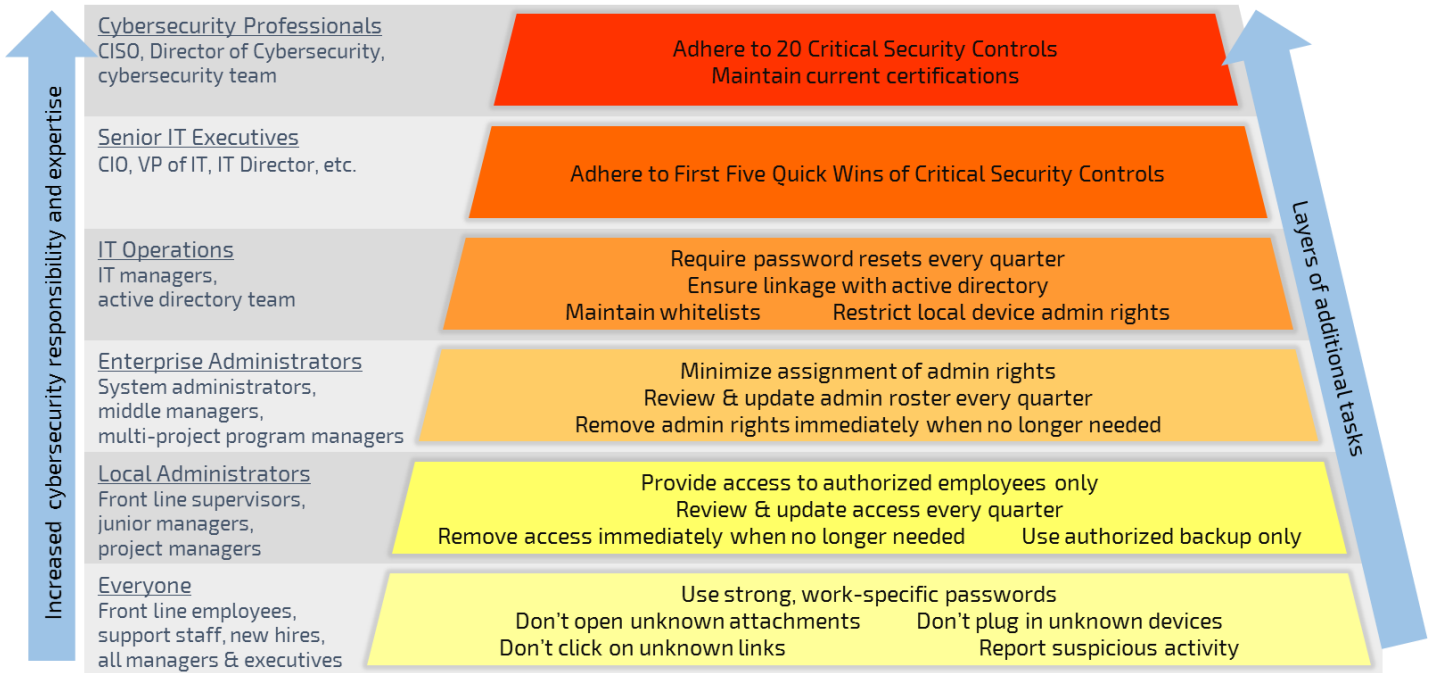 Increased cybersecurity responsibility and expertise
Cybersecurity Professionals
CISO, Director of Cybersecurity,
cybersecurity team
Adhere to 20 Critical Security Controls
Maintain current certifications
Senior IT Executives
CIO, VP of IT, IT Director, etc.
Adhere to First Five Quick Wins of Critical Security Controls
IT Operations
IT managers,
active directory team
Require password resets every quarter
Ensure linkage with active directory
Maintain whitelists Restrict local device admin rights
Enterprise Administrators
System administrators,
middle managers,
multi-project program managers
Minimize assignment of admin rights
Review & update admin roster every quarter
Remove admin rights immediately when no longer needed
Local Administrators
Front line supervisors,
junior managers,
project managers
Provide access to authorized employees only
Review & update access every quarter
Remove access immediately when no longer needed Use authorized backup only
Everyone
Front line employees,
support staff, new hires,
all managers & executives
Use strong, work-specific passwords
Don't open unknown attachments Don't plug in unknown devices
Don't click on unknown links Report suspicious activity
Layers of additional tasks